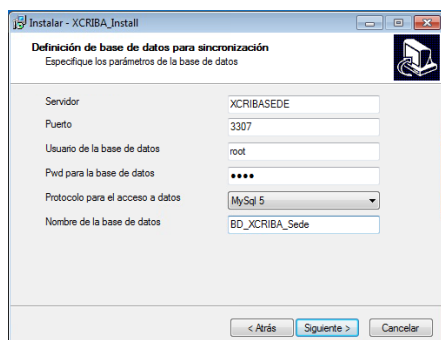 Instalar - XCRIBA_Install
Definición de base de datos para sincronización
Especifique los parámetros de la base de datos
Servidor XCRIBASEDE
Puerto 3307
Usuario de la base de datos root
Pwd para la base de datos ••••
Protocolo para el acceso a datos MySql 5
Nombre de la base de datos BD_XCRIBA_Sede
< Atrás Siguiente > Cancelar